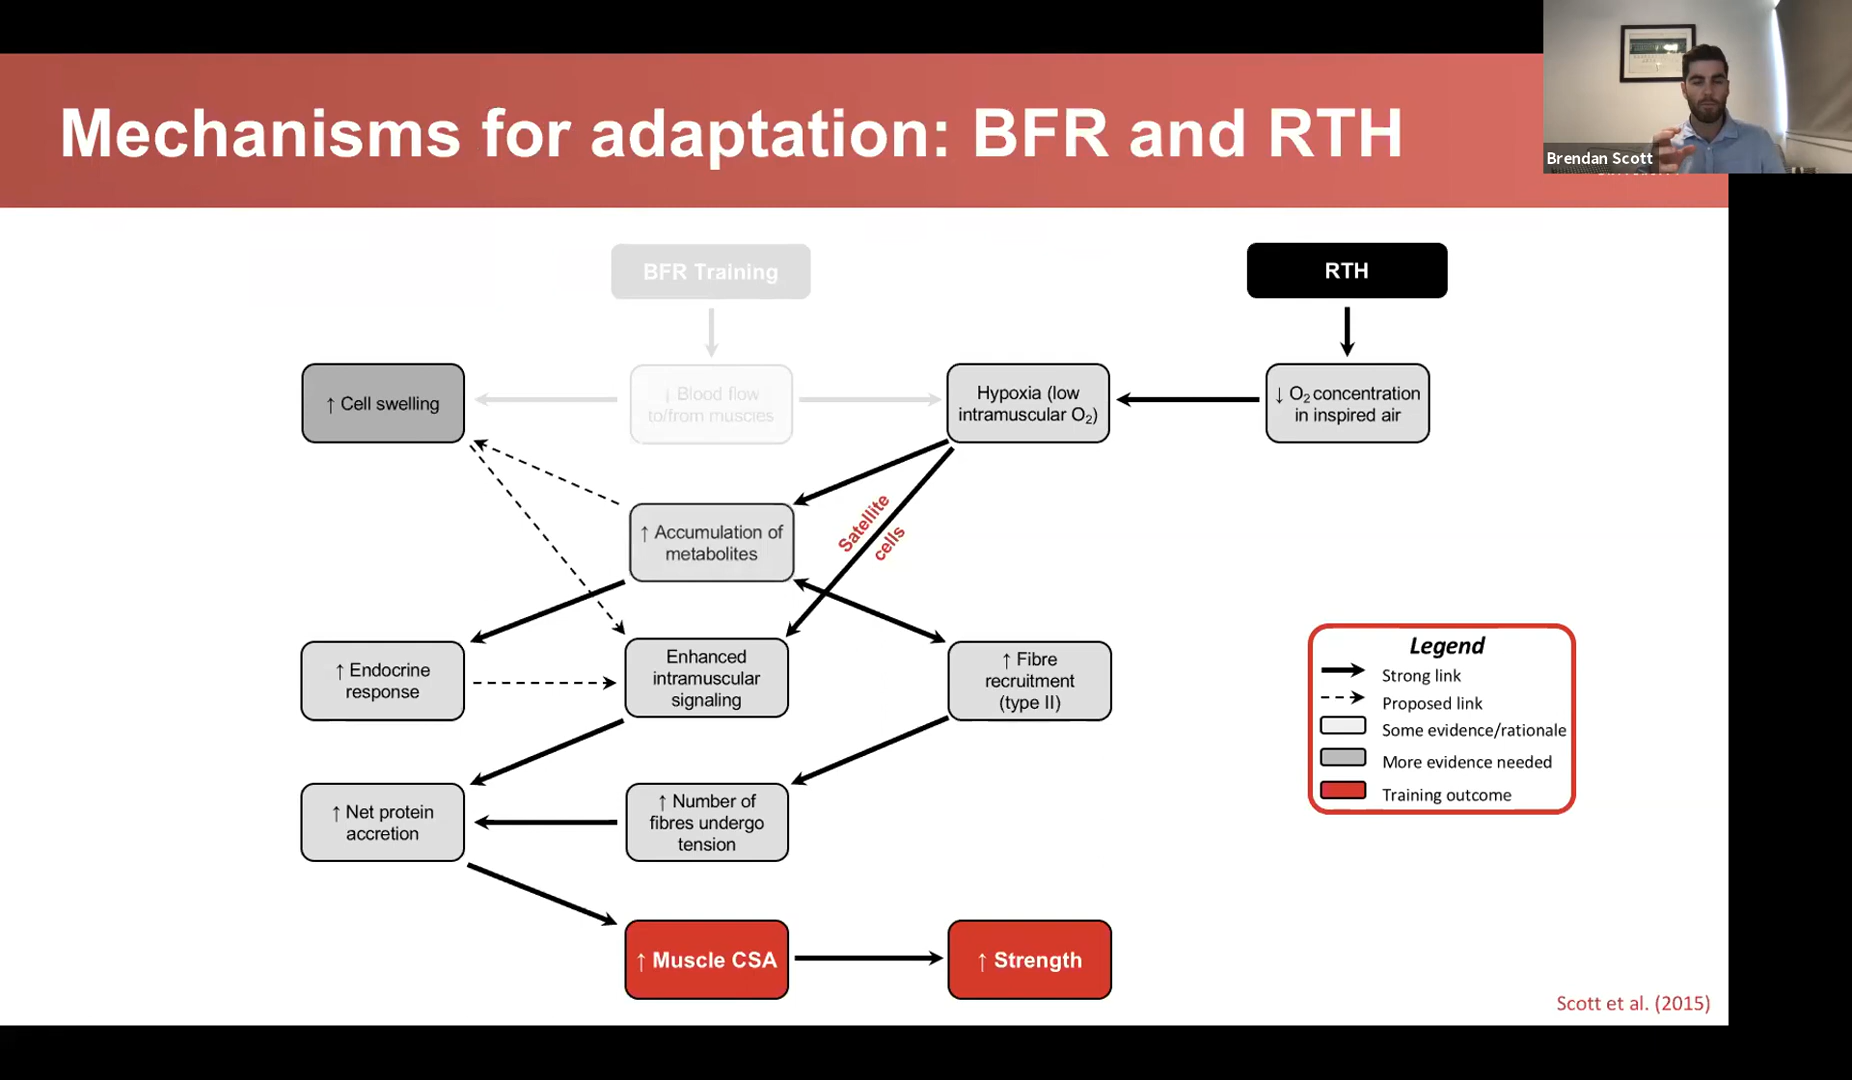 Mechanisms for adaptation: BFR and RTH
Brendan Scott
BFR Training
RTH
↑ Cell swelling
↓ Blood flow
to/from muscles
Hypoxia (low
intramuscular O₂)
↓ O₂ concentration
in inspired air
↑ Accumulation of
metabolites
Satellite
cells
↑ Endocrine
response
Enhanced
intramuscular
signaling
↑ Fibre
recruitment
(type II)
Legend
Strong link
Proposed link
Some evidence/rationale
More evidence needed
Training outcome
↑ Net protein
accretion
↑ Number of
fibres undergo
tension
↑ Muscle CSA
↑ Strength
Scott et al. (2015)